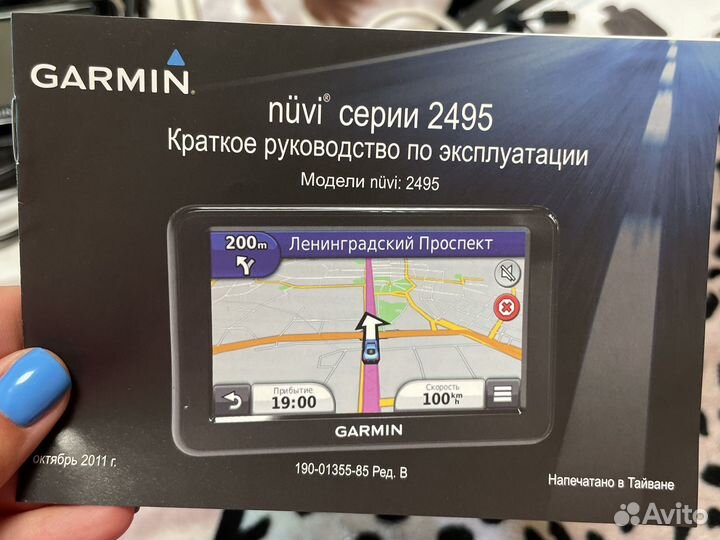 GARMIN
nüvi® серии 2495
Краткое руководство по эксплуатации
Модели nüvi: 2495
200m
Ленинградский Проспект
Прибытие
19:00
Скорость
100 km h
GARMIN
октябрь 2011 г.
190-01355-85 Ред. B
Напечатано в Тайване
Avito